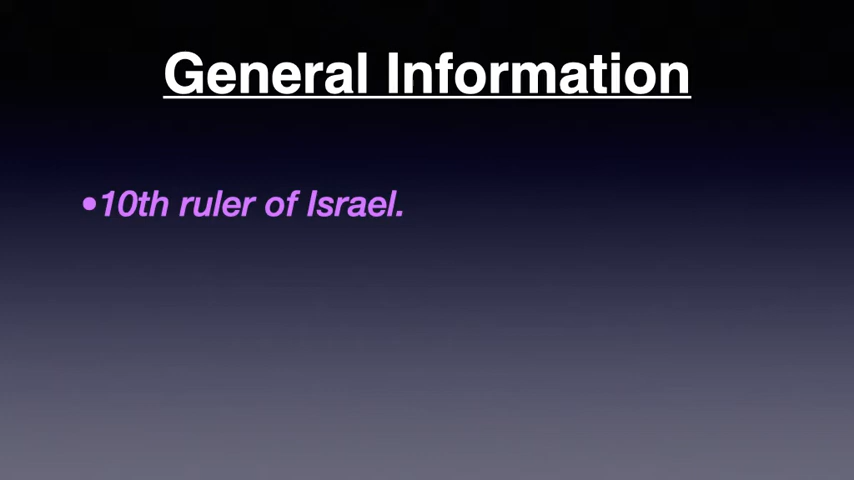 General Information
•10th ruler of Israel.